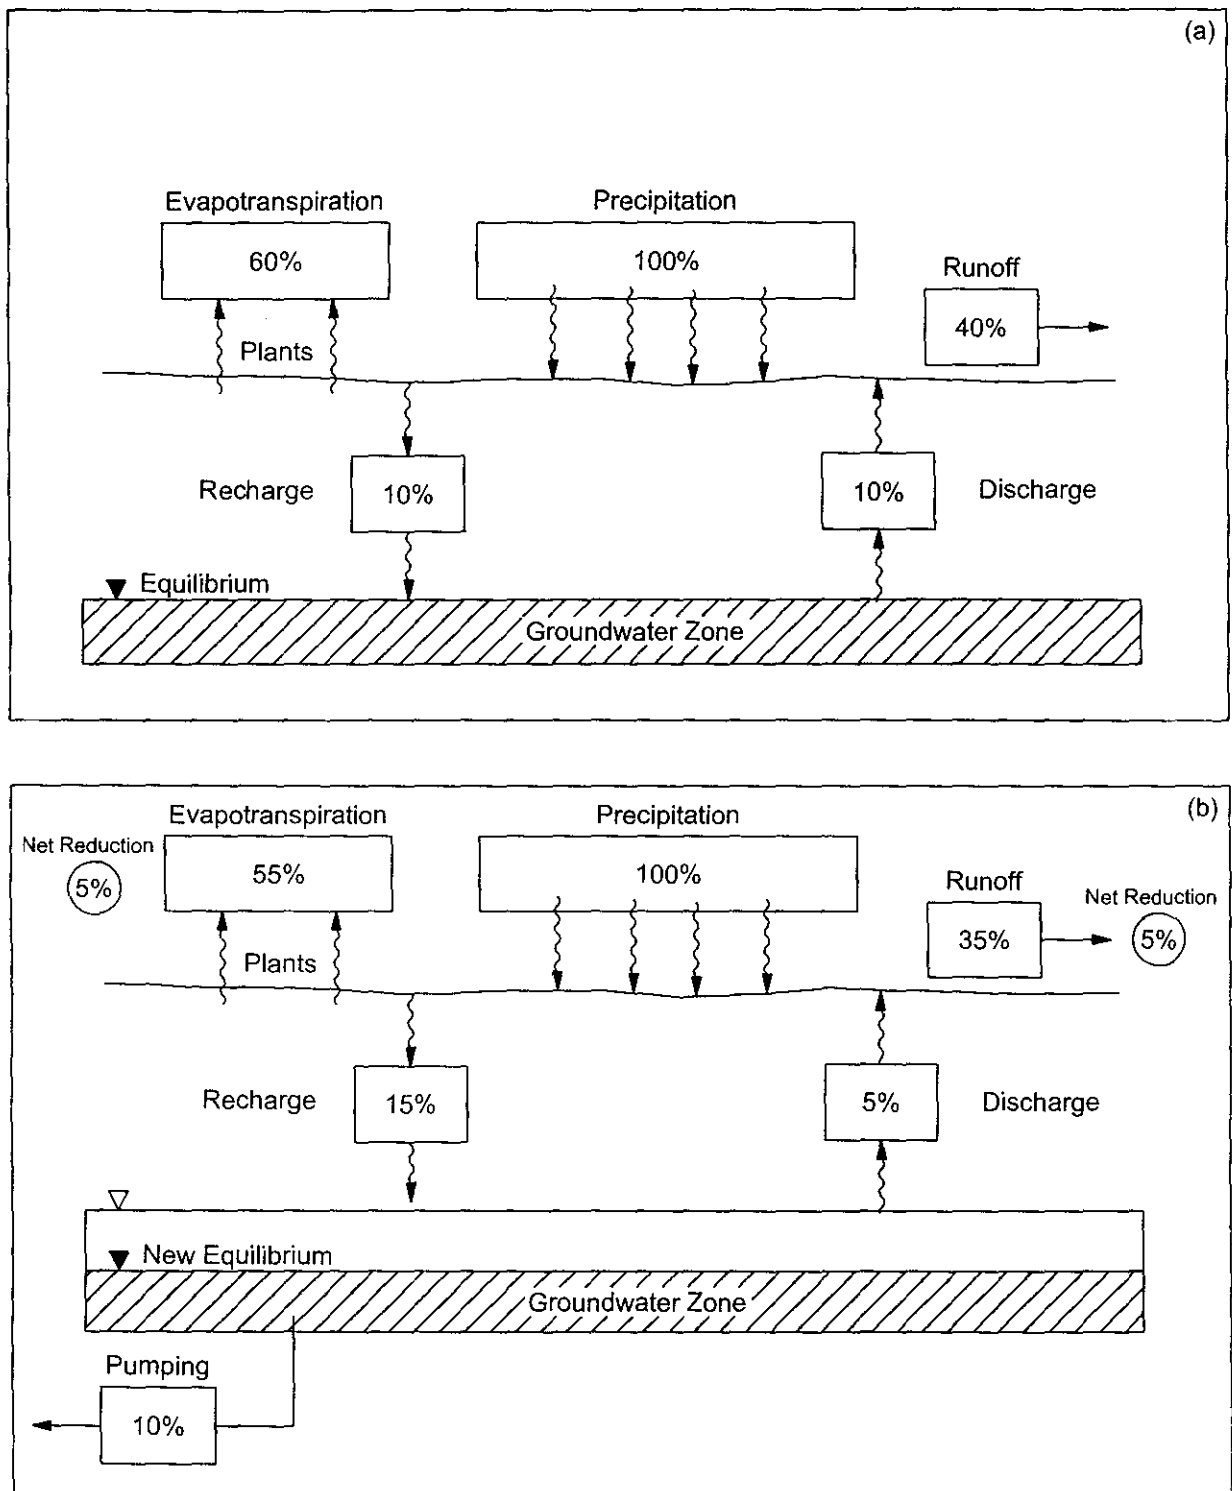 (a)
Evapotranspiration
Precipitation
60%
100%
Runoff
40%
Plants
Recharge
10%
10%
Discharge
Equilibrium
Groundwater Zone
(b)
Evapotranspiration
Precipitation
Net Reduction
5%
55%
100%
Runoff
Net Reduction
35%
5%
Plants
Recharge
15%
5%
Discharge
New Equilibrium
Groundwater Zone
Pumping
10%